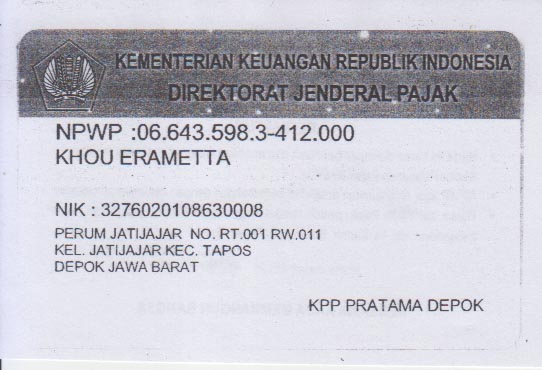 KEMENTERIAN KEUANGAN REPUBLIK INDONESIA
DIREKTORAT JENDERAL PAJAK
NPWP :06.643.598.3-412.000
KHOU ERAMETTA
NIK : 3276020108630008
PERUM JATIJAJAR NO. RT.001 RW.011
KEL. JATIJAJAR KEC. TAPOS
DEPOK JAWA BARAT
KPP PRATAMA DEPOK